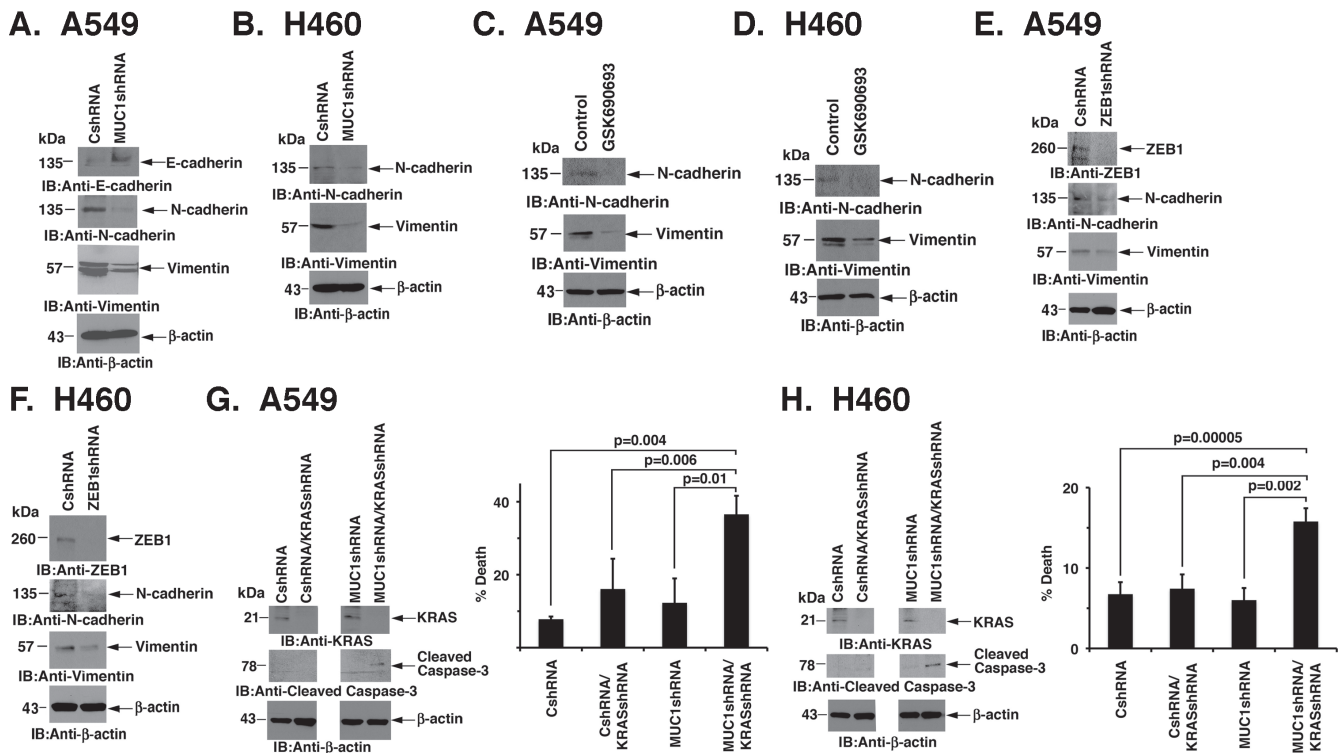 A. A549
CshRNA
MUC1shRNA
kDa
135
E-cadherin
IB:Anti-E-cadherin
135
N-cadherin
IB:Anti-N-cadherin
57
Vimentin
IB:Anti-Vimentin
43
β-actin
IB:Anti-β-actin
B. H460
CshRNA
MUC1shRNA
kDa
135
N-cadherin
IB:Anti-N-cadherin
57
Vimentin
IB:Anti-Vimentin
43
β-actin
IB:Anti-β-actin
C. A549
Control
GSK690693
kDa
135
N-cadherin
IB:Anti-N-cadherin
57
Vimentin
IB:Anti-Vimentin
43
β-actin
IB:Anti-β-actin
D. H460
Control
GSK690693
kDa
135
N-cadherin
IB:Anti-N-cadherin
57
Vimentin
IB:Anti-Vimentin
43
β-actin
IB:Anti-β-actin
E. A549
CshRNA
ZEB1shRNA
kDa
260
ZEB1
IB:Anti-ZEB1
135
N-cadherin
IB:Anti-N-cadherin
57
Vimentin
IB:Anti-Vimentin
43
β-actin
IB:Anti-β-actin
F. H460
CshRNA
ZEB1shRNA
kDa
260
ZEB1
IB:Anti-ZEB1
135
N-cadherin
IB:Anti-N-cadherin
57
Vimentin
IB:Anti-Vimentin
43
β-actin
IB:Anti-β-actin
G. A549
CshRNA
CshRNA/KRASshRNA
MUC1shRNA
MUC1shRNA/KRASshRNA
kDa
21
KRAS
IB:Anti-KRAS
78
Cleaved
Caspase-3
IB:Anti-Cleaved Caspase-3
43
β-actin
IB:Anti-β-actin
p=0.004
p=0.006
p=0.01
40
20
% Death
CshRNA
CshRNA/
KRASshRNA
MUC1shRNA
MUC1shRNA/
KRASshRNA
H. H460
CshRNA
CshRNA/KRASshRNA
MUC1shRNA
MUC1shRNA/KRASshRNA
kDa
21
KRAS
IB:Anti-KRAS
78
Cleaved
Caspase-3
IB:Anti-Cleaved Caspase-3
43
β-actin
IB:Anti-β-actin
p=0.00005
p=0.004
p=0.002
20
10
0
% Death
CshRNA
CshRNA/
KRASshRNA
MUC1shRNA
MUC1shRNA/
KRASshRNA